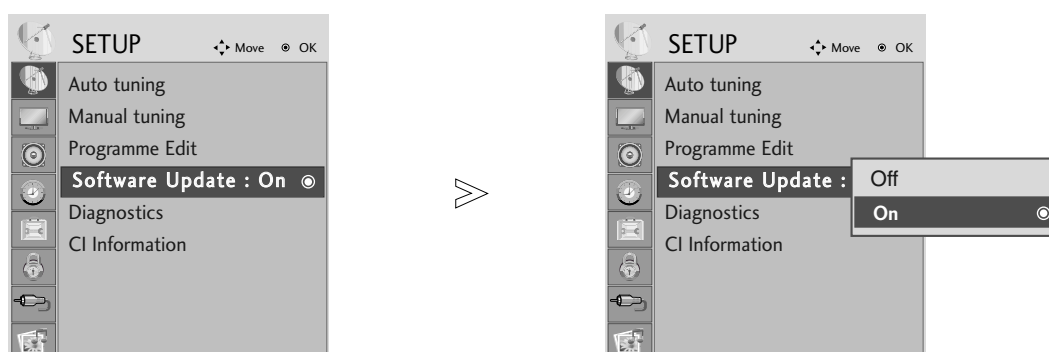 SETUP Move OK
Auto tuning
Manual tuning
Programme Edit
Software Update : On
Diagnostics
CI Information
SETUP Move OK
Auto tuning
Manual tuning
Programme Edit
Software Update :
Off
On
Diagnostics
CI Information